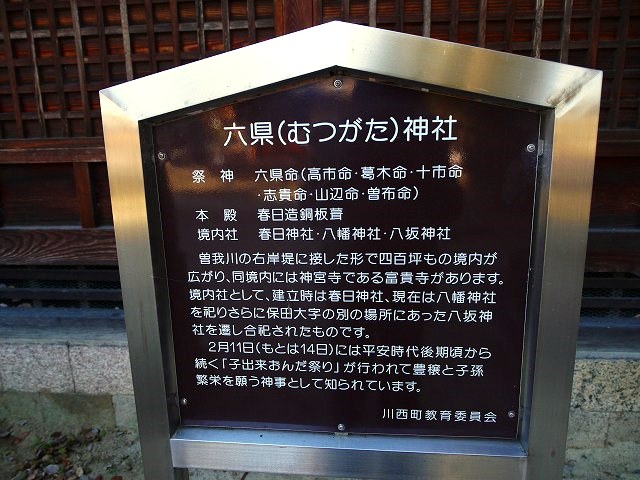 六県(むつがた)神社
祭 神 六県命(高市命・葛木命・十市命
・志貴命・山辺命・曽布命)
本 殿 春日造銅板葺
境内社 春日神社・八幡神社・八坂神社
曽我川の右岸堤に接した形で四百坪もの境内が
広がり、同境内には神宮寺である富貴寺があります。
境内社として、建立時は春日神社、現在は八幡神社
を祀りさらに保田大字の別の場所にあった八坂神
社を遷し合祀されたものです。
2月11日(もとは14日)には平安時代後期頃から
続く「子出来おんだ祭り」が行われて豊穣と子孫
繁栄を願う神事として知られています。
川西町教育委員会